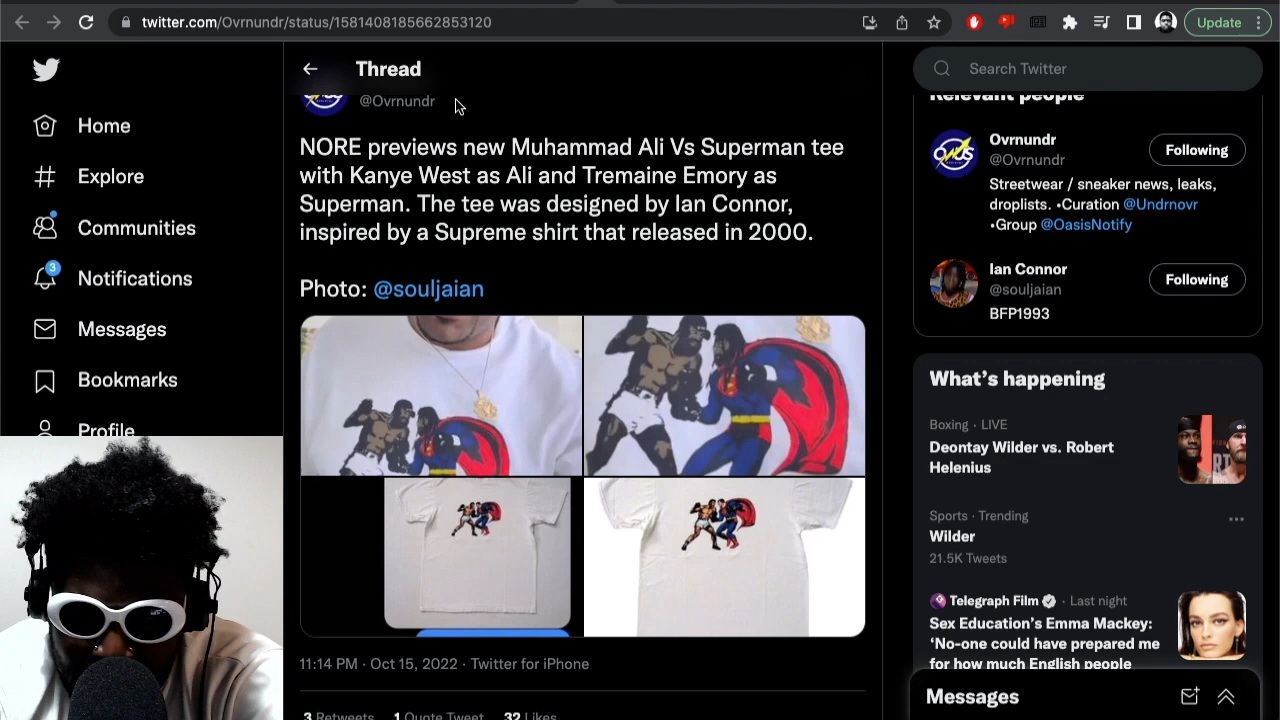 twitter.com/Ovrnundr/status/1581408185662853120
Update
Home
Explore
Communities
3
Notifications
Messages
Bookmarks
Profile
Thread
@Ovrnundr
NORE previews new Muhammad Ali Vs Superman tee
with Kanye West as Ali and Tremaine Emory as
Superman. The tee was designed by Ian Connor,
inspired by a Supreme shirt that released in 2000.
Photo: @souljaian
11:14 PM · Oct 15, 2022 · Twitter for iPhone
3 Retweets 1 Quote Tweet 32 Likes
Search Twitter
Relevant people
Ovrnundr
@Ovrnundr
Following
Streetwear / sneaker news, leaks,
droplists. •Curation @Undrnovr
•Group @OasisNotify
Ian Connor
@souljaian
Following
BFP1993
What's happening
Boxing · LIVE
Deontay Wilder vs. Robert
Helenius
Sports · Trending
Wilder
21.5K Tweets
Telegraph Film · Last night
Sex Education's Emma Mackey:
‘No-one could have prepared me
for how much English people
Messages